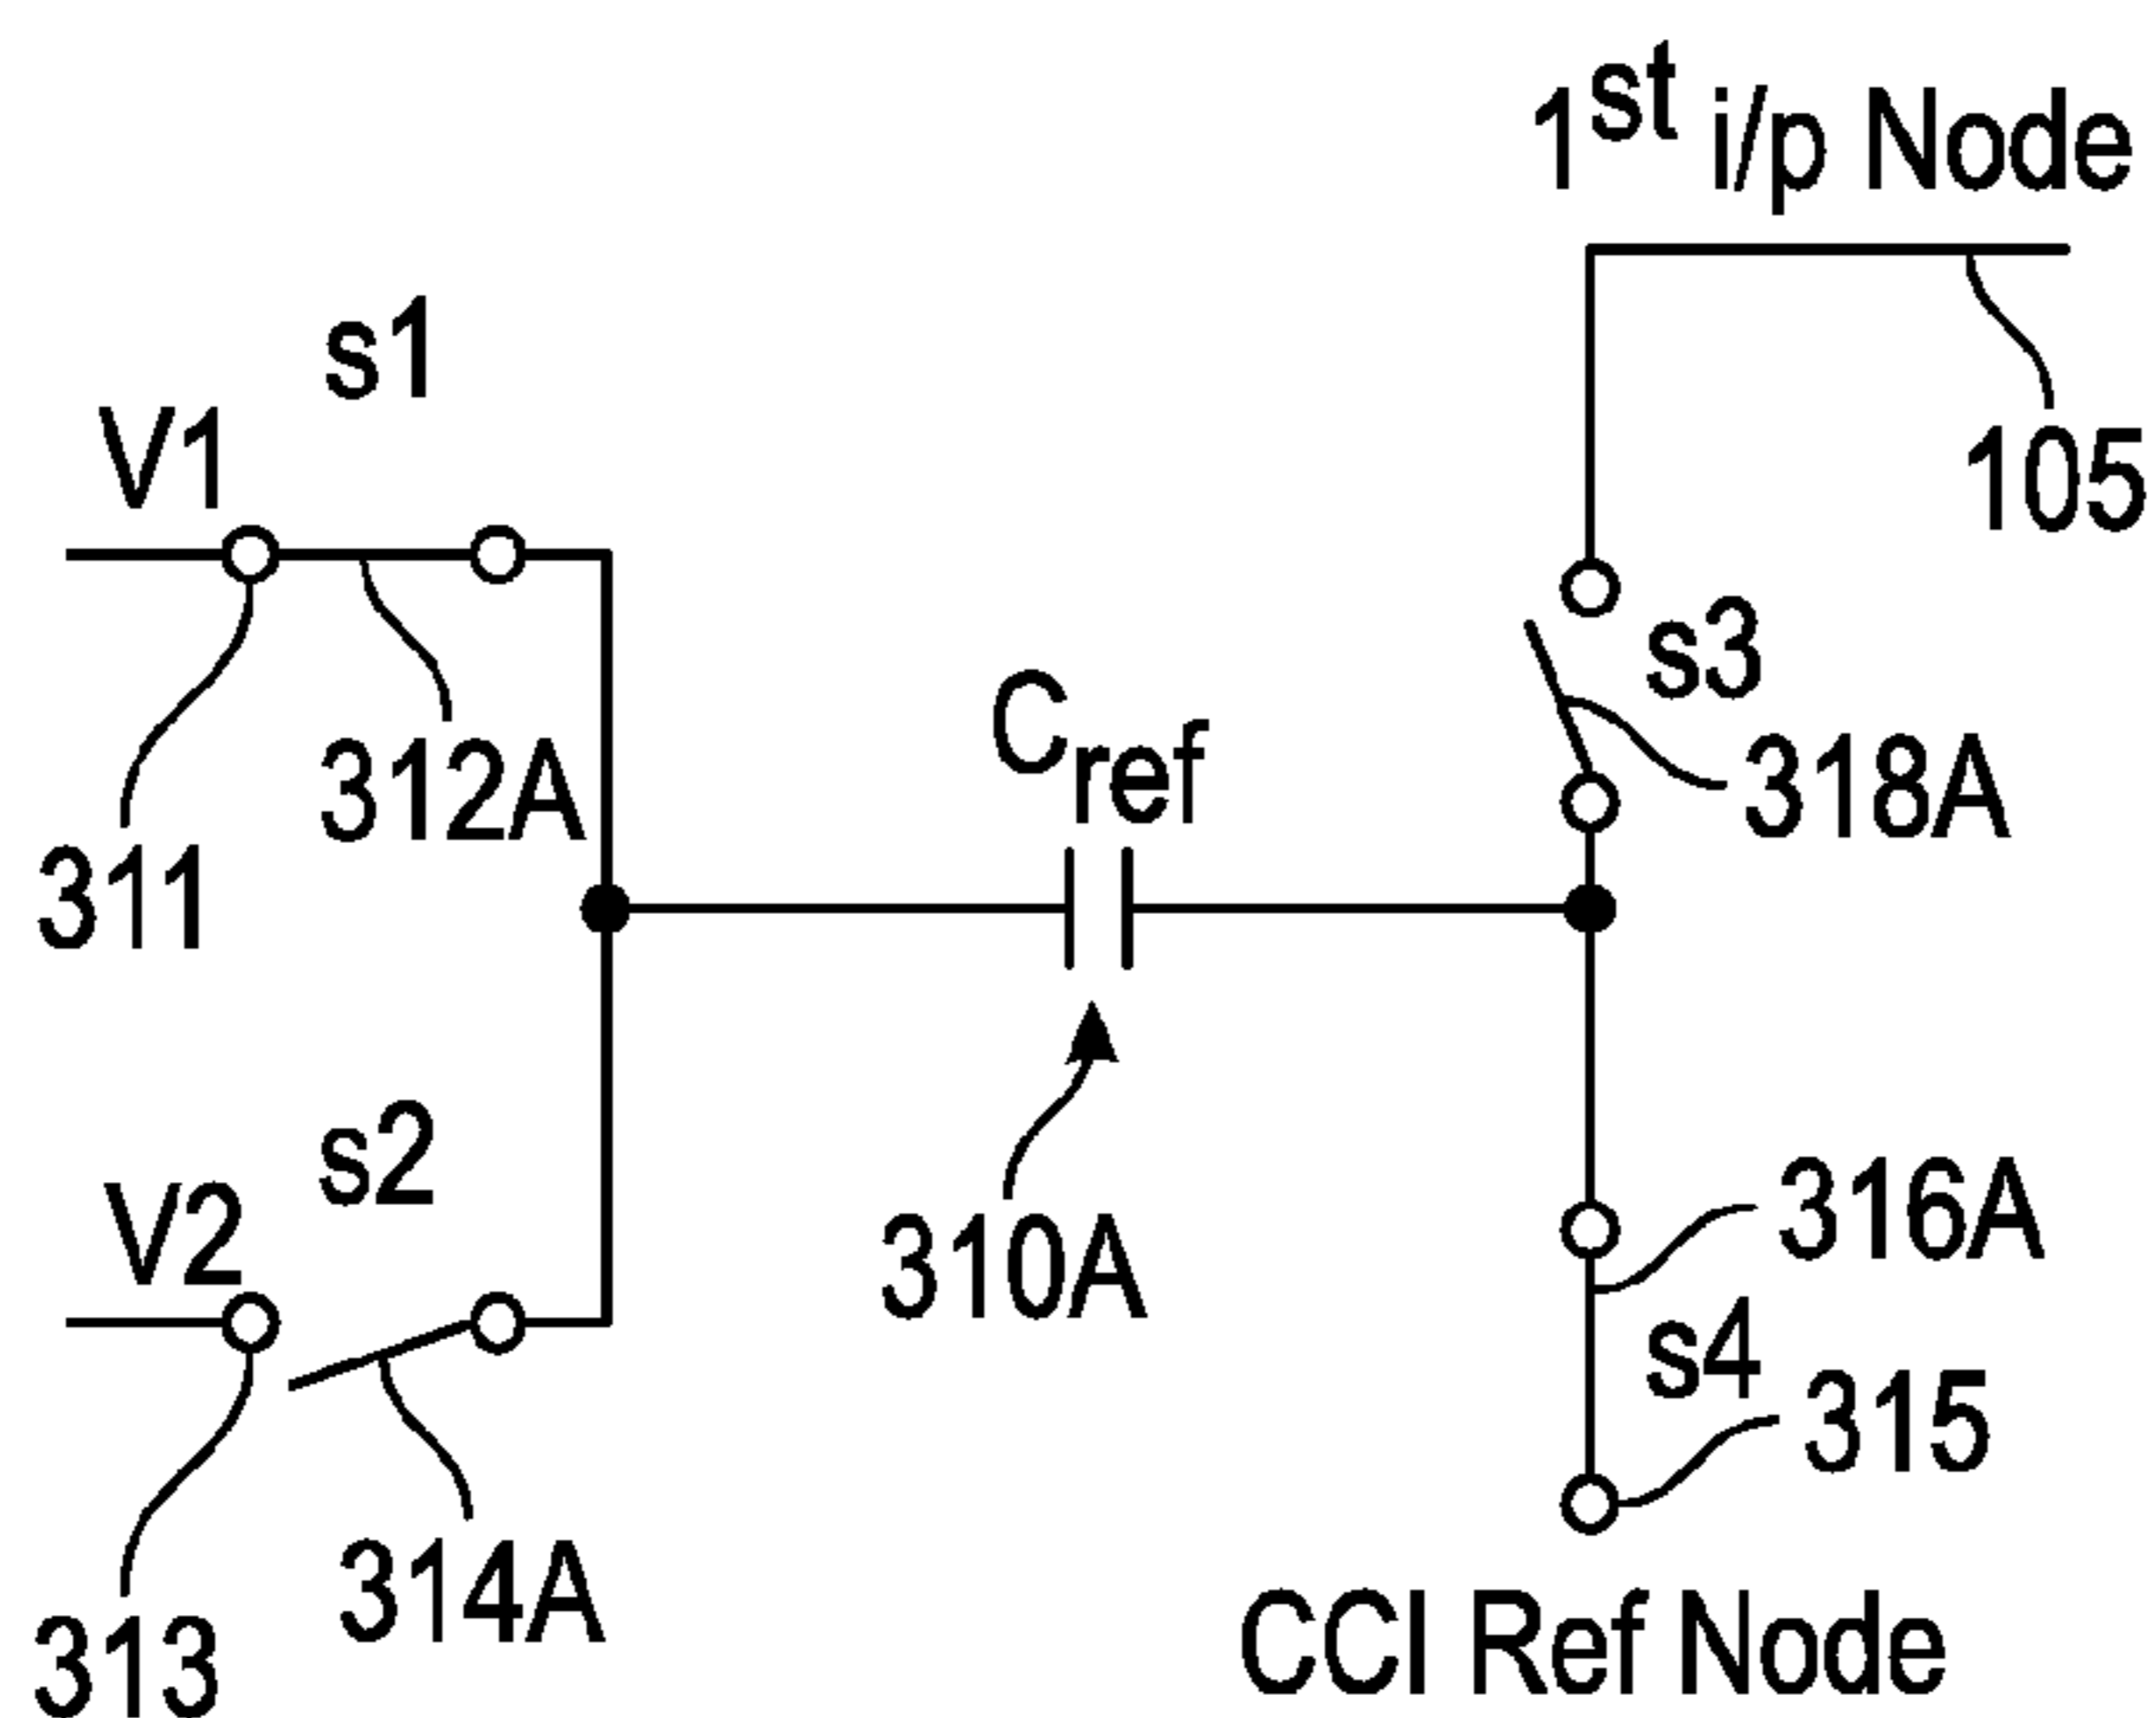 1st i/p Node
s1
V1
105
s3
Cref
312A
318A
311
s2
316A
V2
310A
s4
315
314A
CCI Ref Node
313